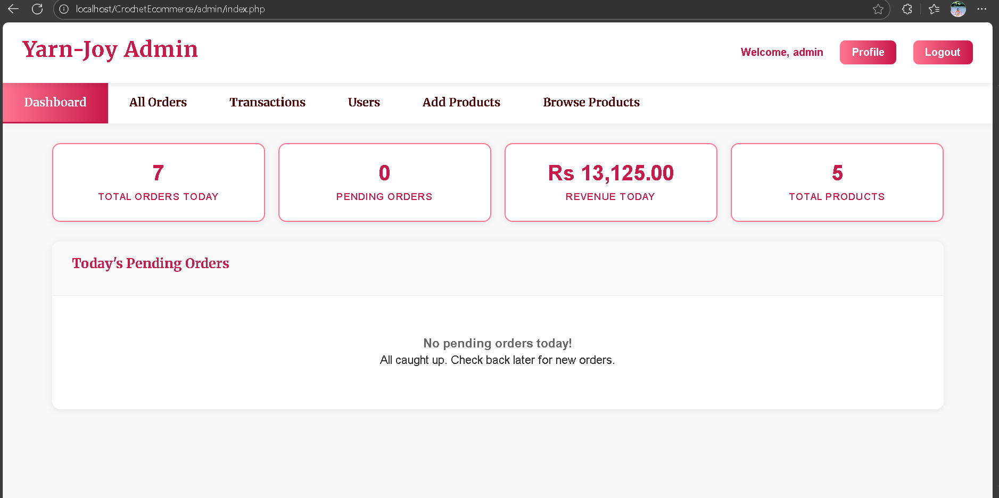 localhost/CrochetEcommerce/admin/index.php
Yarn-Joy Admin
Welcome, admin
Profile
Logout
Dashboard
All Orders
Transactions
Users
Add Products
Browse Products
7
TOTAL ORDERS TODAY
0
PENDING ORDERS
Rs 13,125.00
REVENUE TODAY
5
TOTAL PRODUCTS
Today's Pending Orders
No pending orders today!
All caught up. Check back later for new orders.